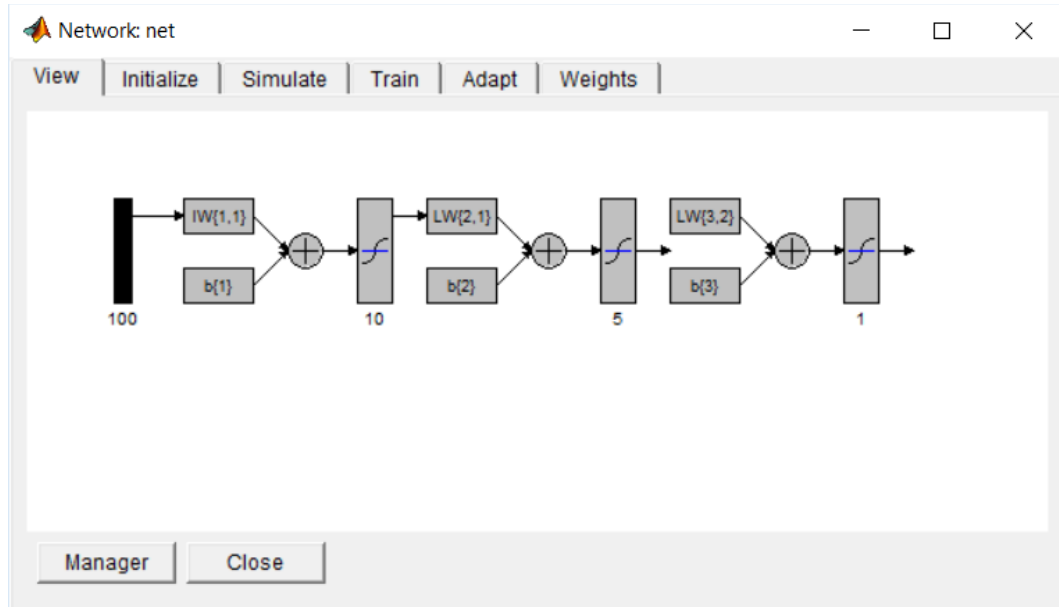 Network: net
View Initialize Simulate Train Adapt Weights
IW{1,1} LW{2,1} LW{3,2}
b{1} b{2} b{3}
100 10 5 1
Manager Close